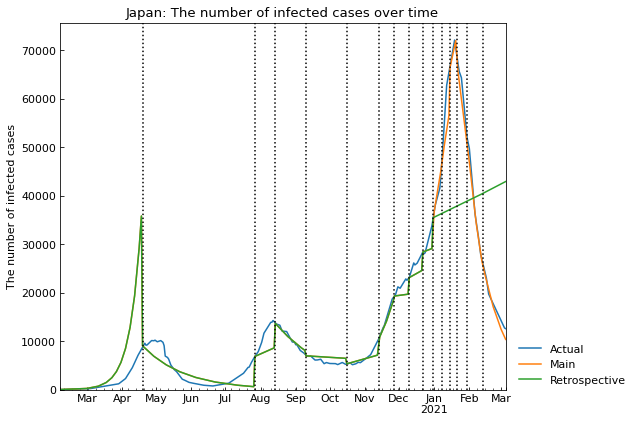 Japan: The number of infected cases over time
The number of infected cases
70000
60000
50000
40000
30000
20000
10000
0
Mar Apr May Jun Jul Aug Sep Oct Nov Dec Jan Feb Mar
2021
Actual
Main
Retrospective